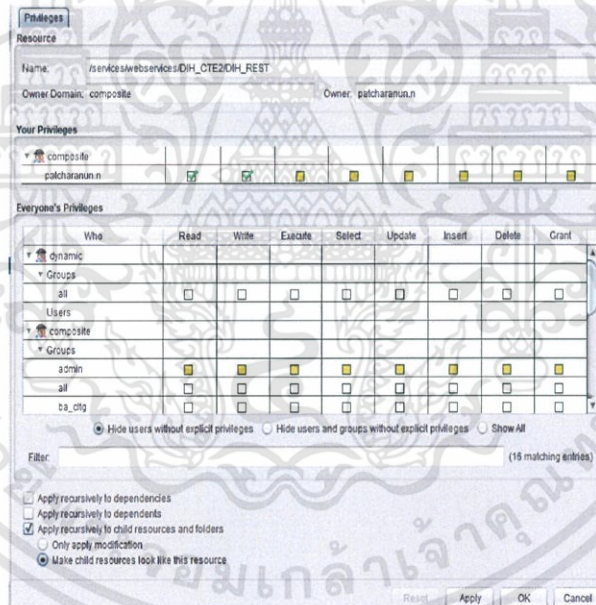 Privileges
Resource
Name: /services/webservices/DIH_CTE2/DIH_REST
Owner Domain: composite Owner: patcharanun.n
Your Privileges
composite
patcharanun.n
Everyone's Privileges
Who Read Write Execute Select Update Insert Delete Grant
dynamic
Groups
all
Users
composite
Groups
admin
all
ba_ctlg
Hide users without explicit privileges Hide users and groups without explicit privileges Show All
Filter: (15 matching entries)
Apply recursively to dependencies
Apply recursively to dependents
Apply recursively to child resources and folders
Only apply modification
Make child resources look like this resource
Reset Apply OK Cancel